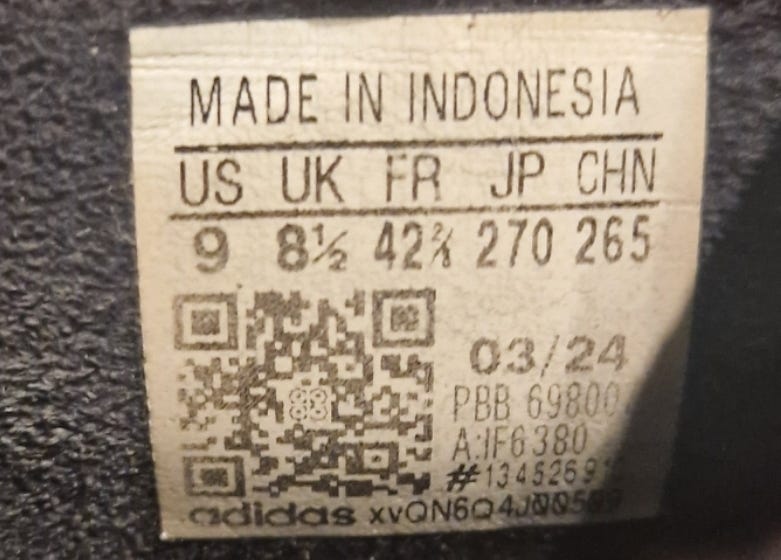 MADE IN INDONESIA
US UK FR JP CHN
9 8½ 42⅔ 270 265
03/24
PBB
A:IF6380
adidas